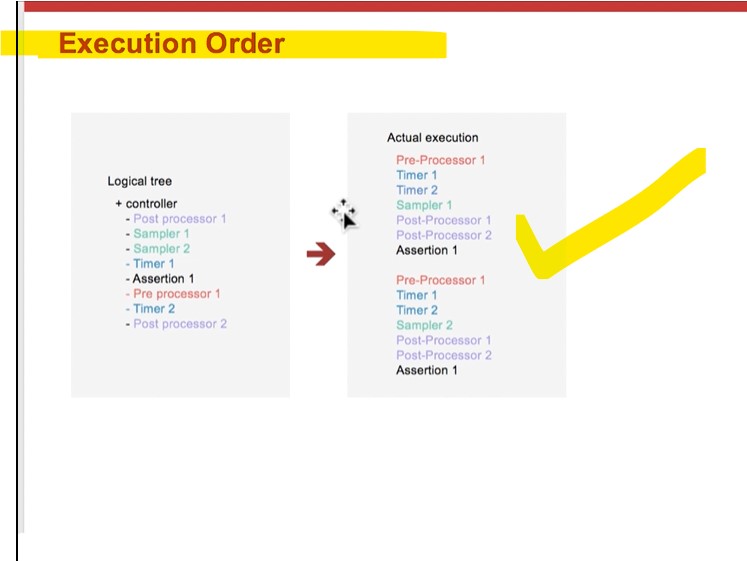 Execution Order
Logical tree
+ controller
- Post processor 1
- Sampler 1
- Sampler 2
- Timer 1
- Assertion 1
- Pre processor 1
- Timer 2
- Post processor 2
Actual execution
Pre-Processor 1
Timer 1
Timer 2
Sampler 1
Post-Processor 1
Post-Processor 2
Assertion 1
Pre-Processor 1
Timer 1
Timer 2
Sampler 2
Post-Processor 1
Post-Processor 2
Assertion 1